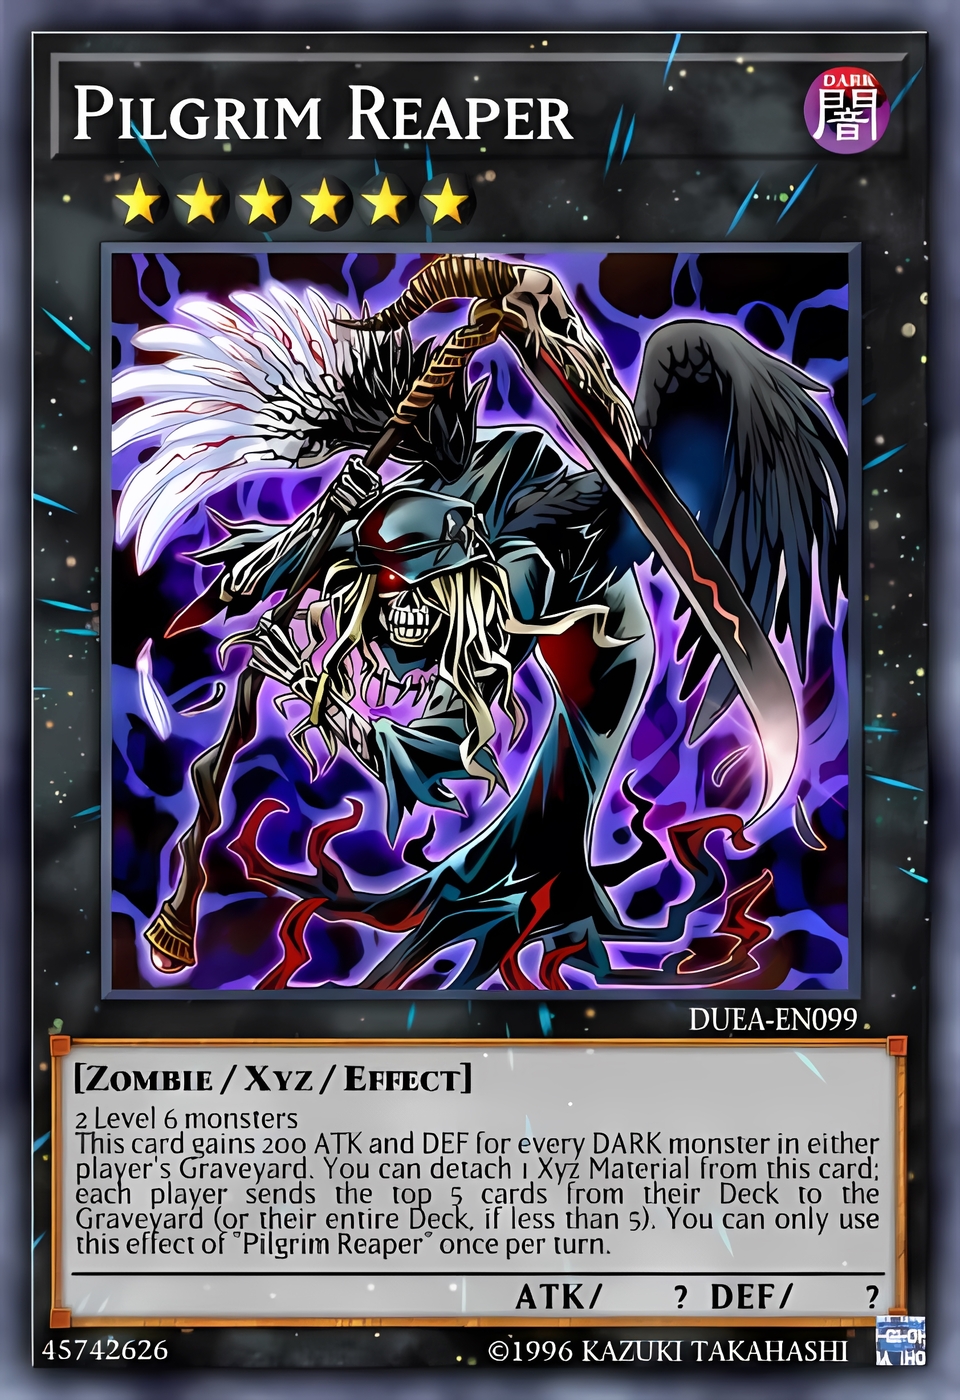 PILGRIM REAPER
DARK
闇
DUEA-EN099
[ZOMBIE / XYZ / EFFECT]
2 Level 6 monsters
This card gains 200 ATK and DEF for every DARK monster in either
player's Graveyard. You can detach 1 Xyz Material from this card;
each player sends the top 5 cards from their Deck to the
Graveyard (or their entire Deck, if less than 5). You can only use
this effect of "Pilgrim Reaper" once per turn.
ATK/ ? DEF/ ?
45742626
©1996 KAZUKI TAKAHASHI